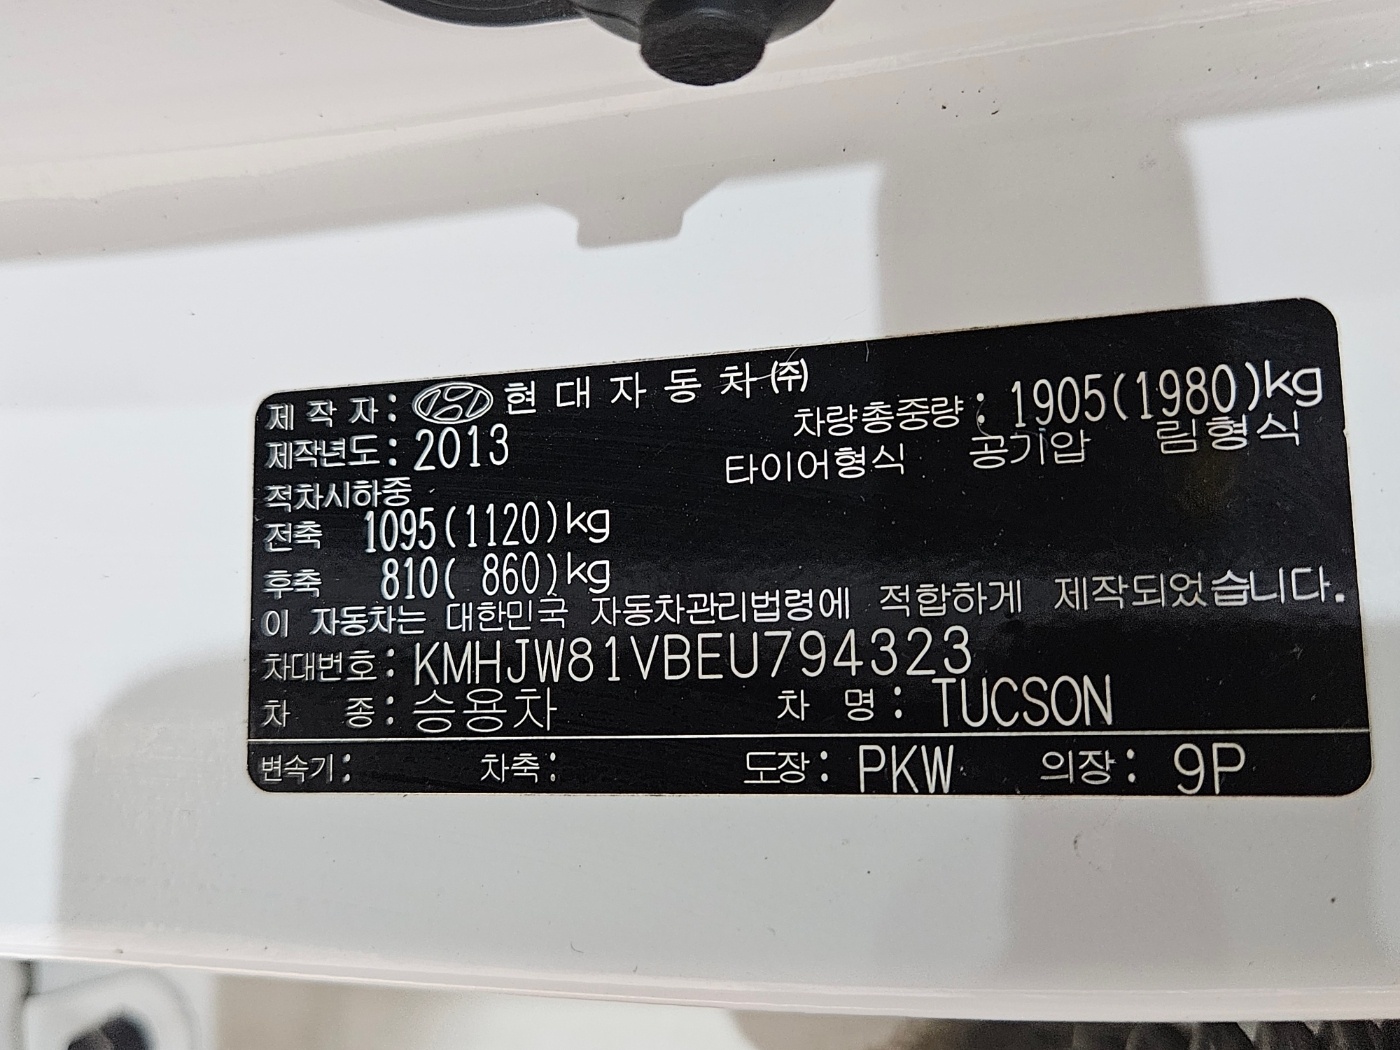 제 작 자 : 현 대 자 동 차 (주)
차량총중량 : 1905(1980)kg
제작년도 : 2013
타이어형식 공기압 림형식
적차시하중
전축 1095(1120)kg
후축 810( 860)kg
이 자동차는 대한민국 자동차관리법령에 적합하게 제작되었습니다.
차대번호 : KMHJW81VBEU794323
차 종 : 승용차 차 명 : TUCSON
변속기 : 차축 : 도장 : PKW 의장 : 9P